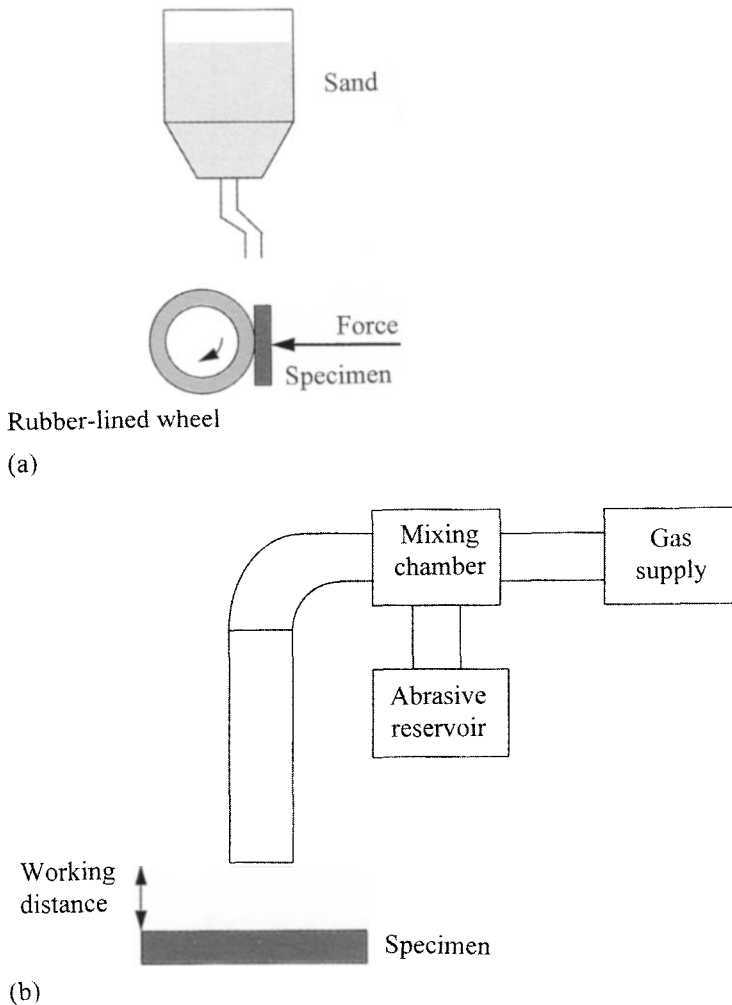 Sand
Force
Specimen
Rubber-lined wheel
(a)
Mixing
chamber
Gas
supply
Abrasive
reservoir
Working
distance
Specimen
(b)